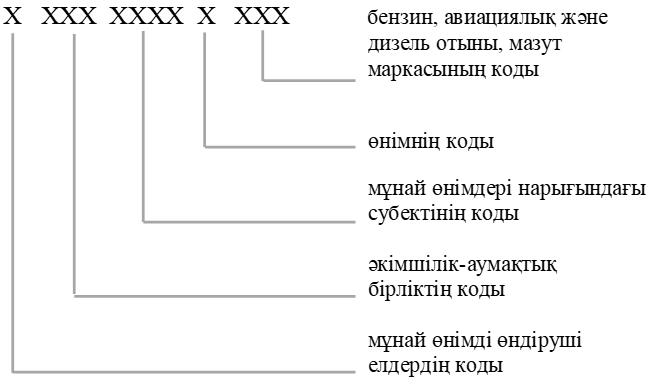 X XXX XXXX X XXX
бензин, авиациялық және
дизель отыны, мазут
маркасының коды
өнімнің коды
мұнай өнімдері нарығындағы
субектінің коды
әкімшілік-аумақтық
бірліктің коды
мұнай өнімді өндіруші
елдердің коды